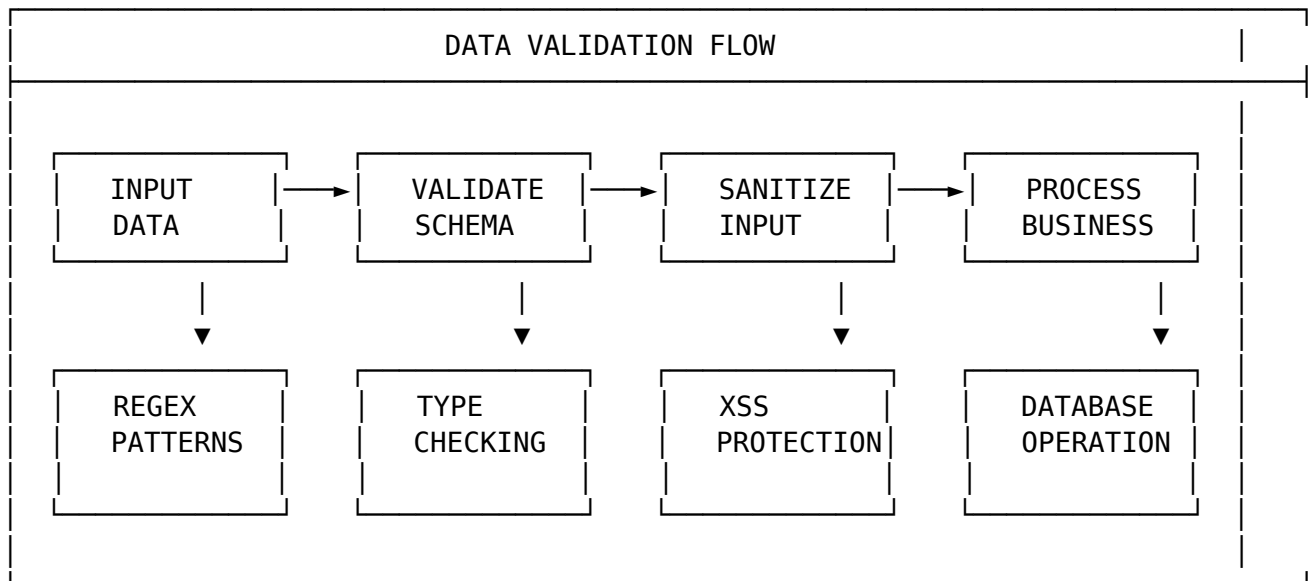 DATA VALIDATION FLOW
INPUT
DATA
VALIDATE
SCHEMA
SANITIZE
INPUT
PROCESS
BUSINESS
REGEX
PATTERNS
TYPE
CHECKING
XSS
PROTECTION
DATABASE
OPERATION